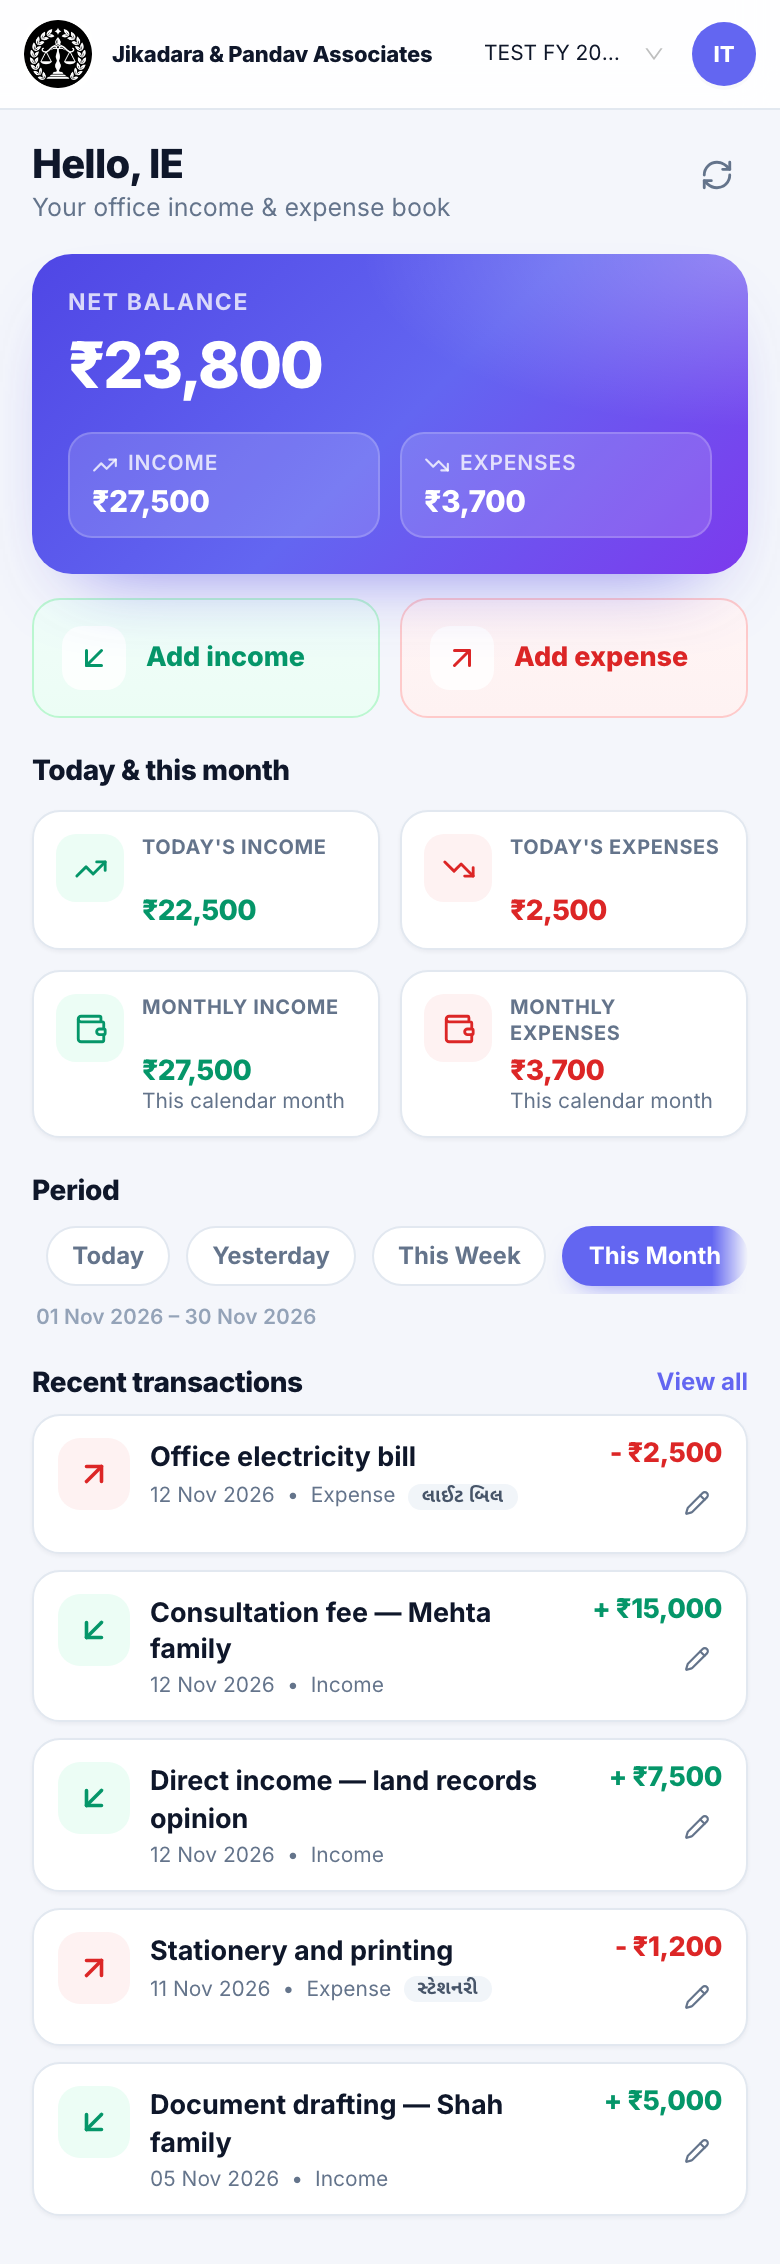 Jikadara & Pandav Associates
TEST FY 20...
IT
Hello, IE
Your office income & expense book
NET BALANCE
₹23,800
INCOME
₹27,500
EXPENSES
₹3,700
Add income
Add expense
Today & this month
TODAY'S INCOME
₹22,500
TODAY'S EXPENSES
₹2,500
MONTHLY INCOME
₹27,500
This calendar month
MONTHLY
EXPENSES
₹3,700
This calendar month
Period
Today
Yesterday
This Week
This Month
01 Nov 2026 – 30 Nov 2026
Recent transactions
View all
Office electricity bill
- ₹2,500
12 Nov 2026 • Expense લાઈટ બિલ
Consultation fee — Mehta
family
+ ₹15,000
12 Nov 2026 • Income
Direct income — land records
opinion
+ ₹7,500
12 Nov 2026 • Income
Stationery and printing
- ₹1,200
11 Nov 2026 • Expense સ્ટેશનરી
Document drafting — Shah
family
+ ₹5,000
05 Nov 2026 • Income